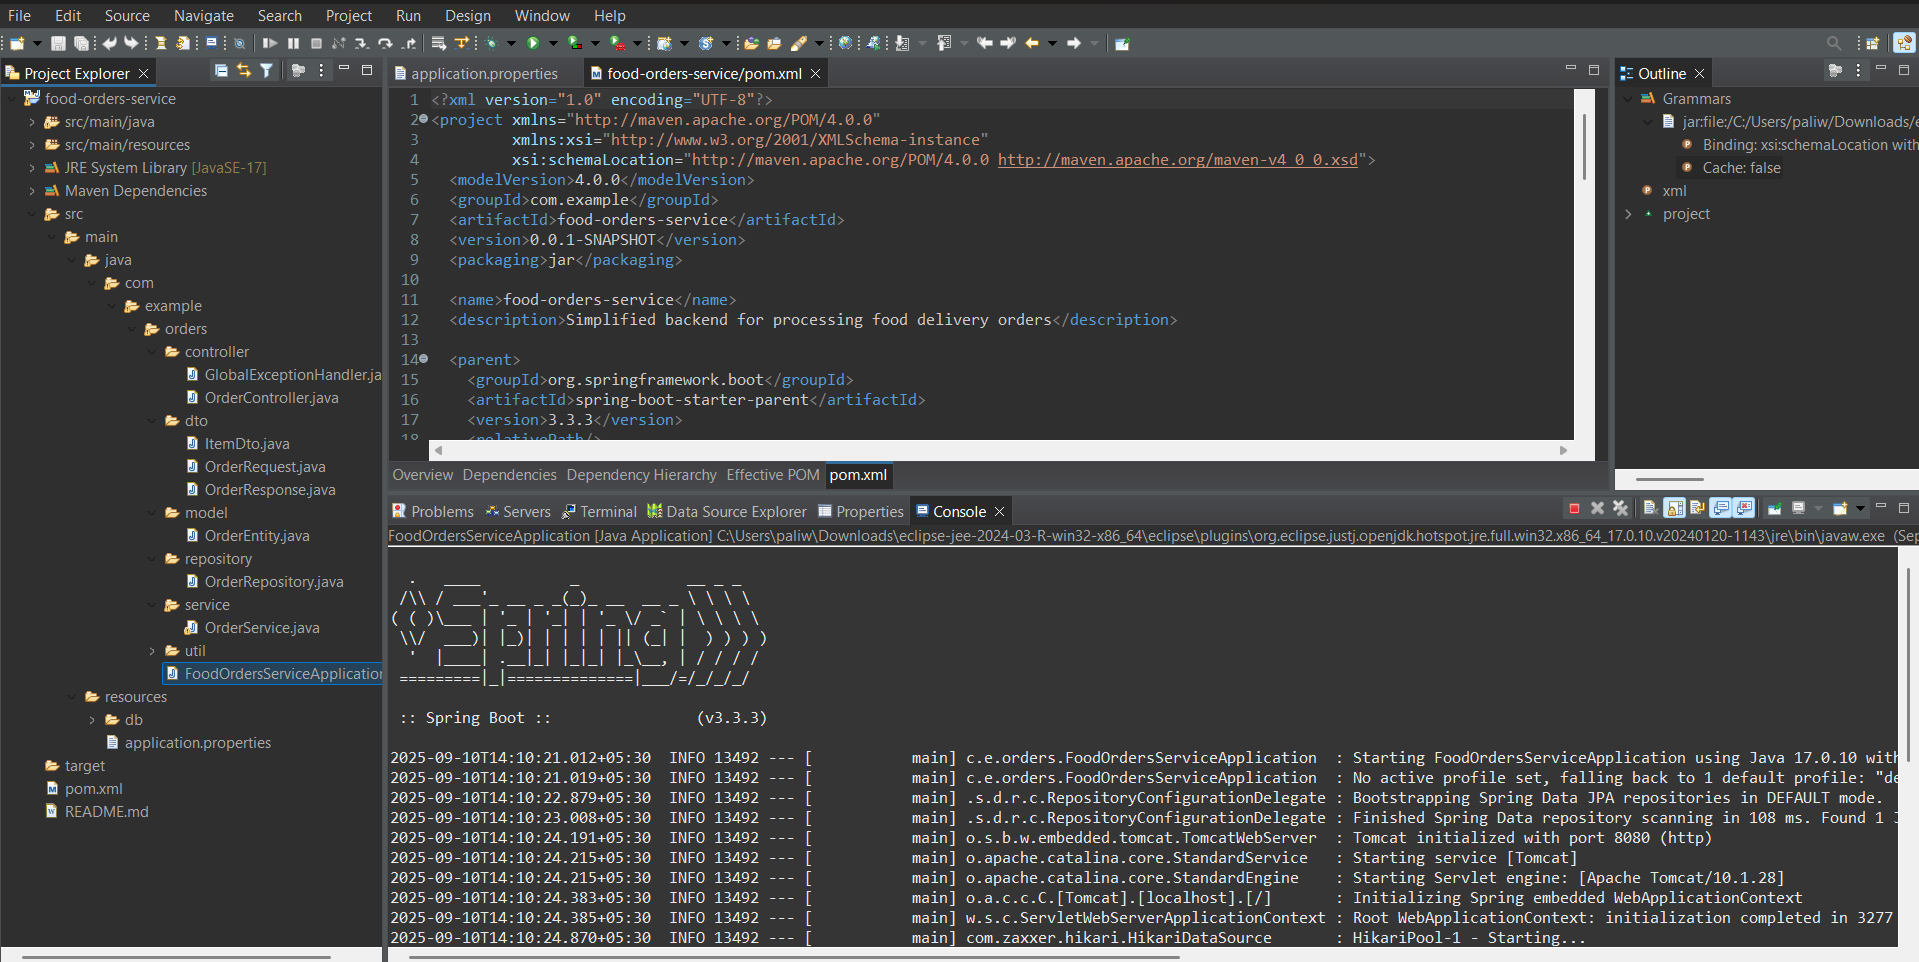 File Edit Source Navigate Search Project Run Design Window Help
Project Explorer
food-orders-service
src/main/java
src/main/resources
JRE System Library [JavaSE-17]
Maven Dependencies
src
main
java
com
example
orders
controller
GlobalExceptionHandler.ja
OrderController.java
dto
ItemDto.java
OrderRequest.java
OrderResponse.java
model
OrderEntity.java
repository
OrderRepository.java
service
OrderService.java
util
FoodOrdersServiceApplication
resources
db
application.properties
target
pom.xml
README.md
application.properties food-orders-service/pom.xml
1 <?xml version="1.0" encoding="UTF-8"?>
2 <project xmlns="http://maven.apache.org/POM/4.0.0"
3 xmlns:xsi="http://www.w3.org/2001/XMLSchema-instance"
4 xsi:schemaLocation="http://maven.apache.org/POM/4.0.0 http://maven.apache.org/maven-v4_0_0.xsd">
5 <modelVersion>4.0.0</modelVersion>
6 <groupId>com.example</groupId>
7 <artifactId>food-orders-service</artifactId>
8 <version>0.0.1-SNAPSHOT</version>
9 <packaging>jar</packaging>
10
11 <name>food-orders-service</name>
12 <description>Simplified backend for processing food delivery orders</description>
13
14 <parent>
15 <groupId>org.springframework.boot</groupId>
16 <artifactId>spring-boot-starter-parent</artifactId>
17 <version>3.3.3</version>
18 <relativePath/>
Overview Dependencies Dependency Hierarchy Effective POM pom.xml
Outline
Grammars
jar:file:/C:/Users/paliw/Downloads/e
Binding: xsi:schemaLocation with
Cache: false
xml
project
Problems Servers Terminal Data Source Explorer Properties Console
FoodOrdersServiceApplication [Java Application] C:\Users\paliw\Downloads\eclipse-jee-2024-03-R-win32-x86_64\eclipse\plugins\org.eclipse.justj.openjdk.hotspot.jre.full.win32.x86_64_17.0.10.v20240120-1143\jre\bin\javaw.exe (Sep
Spring
:: Spring Boot :: (v3.3.3)
2025-09-10T14:10:21.012+05:30 INFO 13492 --- [ main] c.e.orders.FoodOrdersServiceApplication : Starting FoodOrdersServiceApplication using Java 17.0.10 with
2025-09-10T14:10:21.019+05:30 INFO 13492 --- [ main] c.e.orders.FoodOrdersServiceApplication : No active profile set, falling back to 1 default profile: "de
2025-09-10T14:10:22.879+05:30 INFO 13492 --- [ main] .s.d.r.c.RepositoryConfigurationDelegate : Bootstrapping Spring Data JPA repositories in DEFAULT mode.
2025-09-10T14:10:23.008+05:30 INFO 13492 --- [ main] .s.d.r.c.RepositoryConfigurationDelegate : Finished Spring Data repository scanning in 108 ms. Found 1 J
2025-09-10T14:10:24.191+05:30 INFO 13492 --- [ main] o.s.b.w.embedded.tomcat.TomcatWebServer : Tomcat initialized with port 8080 (http)
2025-09-10T14:10:24.215+05:30 INFO 13492 --- [ main] o.apache.catalina.core.StandardService : Starting service [Tomcat]
2025-09-10T14:10:24.215+05:30 INFO 13492 --- [ main] o.apache.catalina.core.StandardEngine : Starting Servlet engine: [Apache Tomcat/10.1.28]
2025-09-10T14:10:24.383+05:30 INFO 13492 --- [ main] o.a.c.c.C.[Tomcat].[localhost].[/] : Initializing Spring embedded WebApplicationContext
2025-09-10T14:10:24.385+05:30 INFO 13492 --- [ main] w.s.c.ServletWebServerApplicationContext : Root WebApplicationContext: initialization completed in 3277
2025-09-10T14:10:24.870+05:30 INFO 13492 --- [ main] com.zaxxer.hikari.HikariDataSource : HikariPool-1 - Starting...